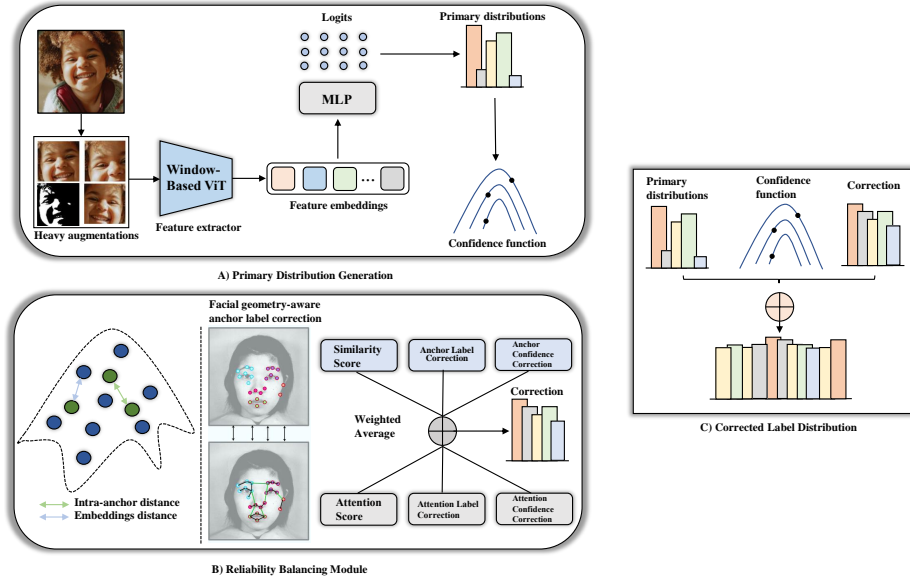 Logits
Primary distributions
MLP
Window-
Based ViT
...
Heavy augmentations
Feature extractor
Feature embeddings
Confidence function
A) Primary Distribution Generation
Facial geometry-aware
anchor label correction
Similarity
Score
Anchor Label
Correction
Anchor
Confidence
Correction
Weighted
Average
Correction
Attention
Score
Attention Label
Correction
Attention
Confidence
Correction
Intra-anchor distance
Embeddings distance
B) Reliability Balancing Module
Primary
distributions
Confidence
function
Correction
C) Corrected Label Distribution